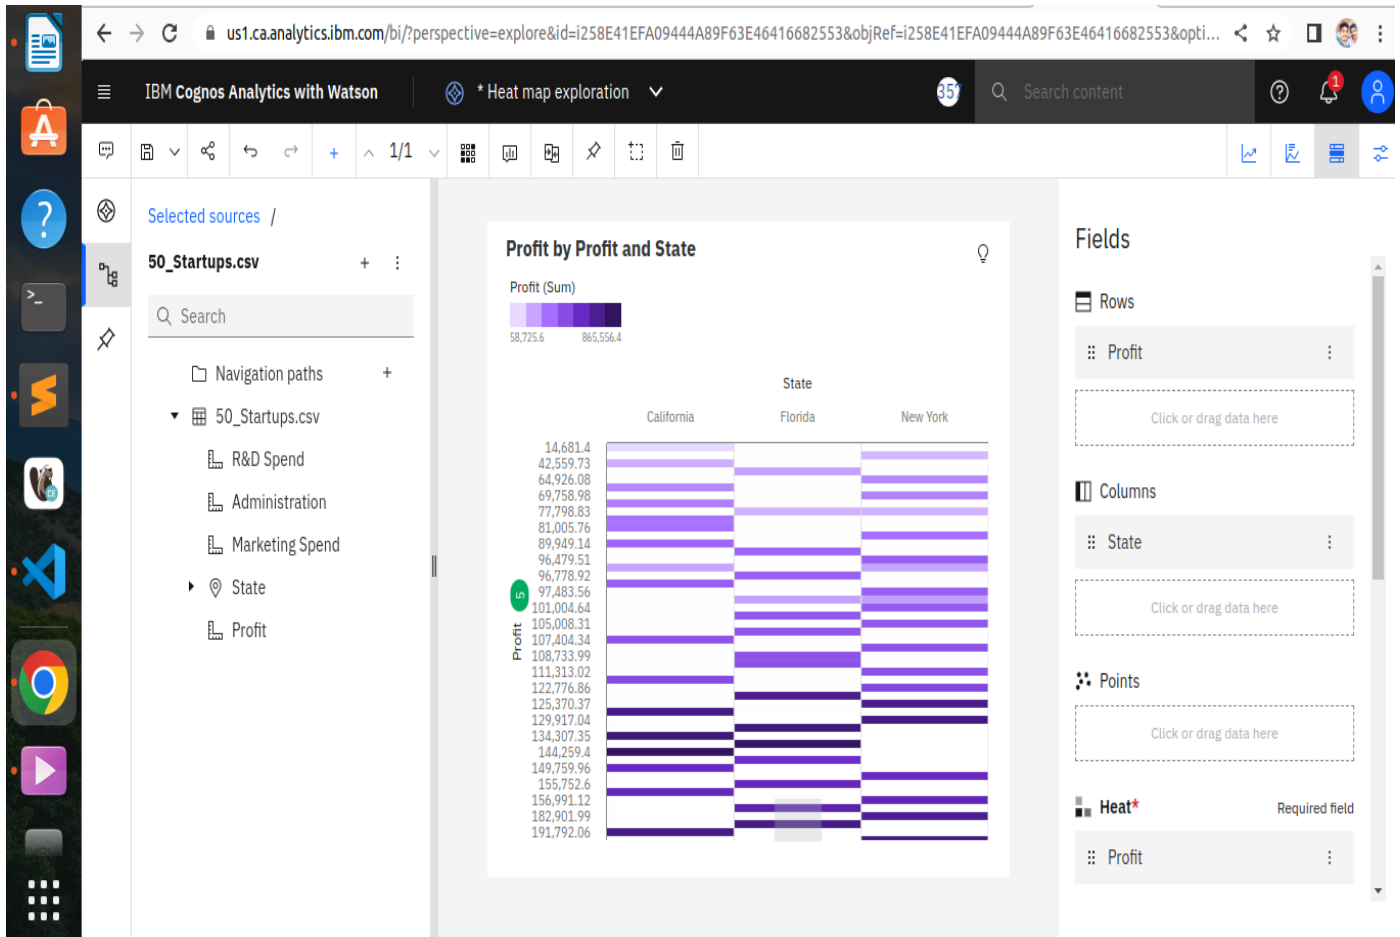 us1.ca.analytics.ibm.com/bi/?perspective=explore&id=i258E41EFA09444A89F63E46416682553&objRef=i258E41EFA09444A89F63E46416682553&opti...
IBM Cognos Analytics with Watson
* Heat map exploration
357
Search content
1
1/1
Selected sources /
50_Startups.csv
Search
Navigation paths
50_Startups.csv
R&D Spend
Administration
Marketing Spend
State
Profit
Profit by Profit and State
Profit (Sum)
58,725.6 865,556.4
State
California Florida New York
14,681.4
42,559.73
64,926.08
69,758.98
77,798.83
81,005.76
89,949.14
96,479.51
96,778.92
97,483.56
101,004.64
105,008.31
107,404.34
108,733.99
111,313.02
122,776.86
125,370.37
129,917.04
134,307.35
144,259.4
149,759.96
155,752.6
156,991.12
182,901.99
191,792.06
5
Profit
Fields
Rows
Profit
Click or drag data here
Columns
State
Click or drag data here
Points
Click or drag data here
Heat* Required field
Profit